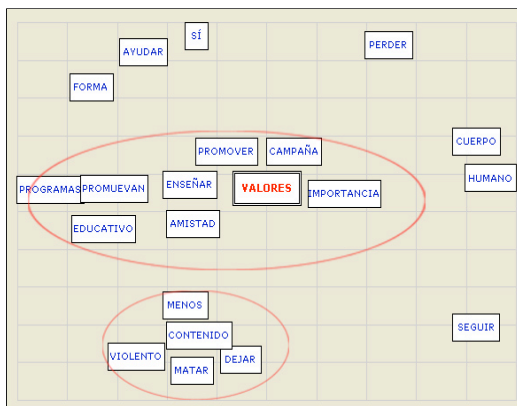 SÍ
AYUDAR
PERDER
FORMA
PROMOVER
CAMPAÑA
CUERPO
HUMANO
PROGRAMAS
PROMUEVAN
ENSEÑAR
VALORES
IMPORTANCIA
EDUCATIVO
AMISTAD
MENOS
CONTENIDO
SEGUIR
VIOLENTO
DEJAR
MATAR